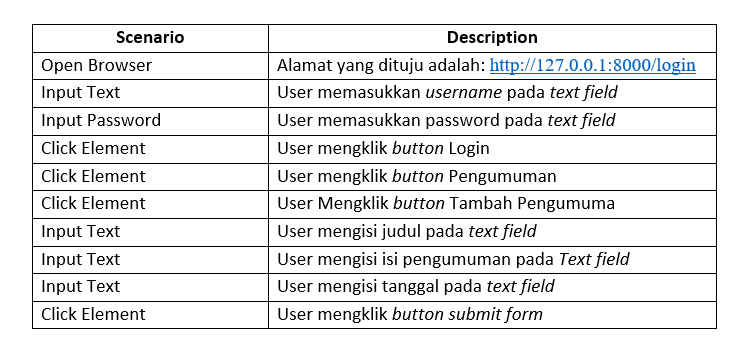 Scenario Description
Open Browser Alamat yang dituju adalah: http://127.0.0.1:8000/login
Input Text User memasukkan username pada text field
Input Password User memasukkan password pada text field
Click Element User mengklik button Login
Click Element User mengklik button Pengumuman
Click Element User Mengklik button Tambah Pengumuma
Input Text User mengisi judul pada text field
Input Text User mengisi isi pengumuman pada Text field
Input Text User mengisi tanggal pada text field
Click Element User mengklik button submit form